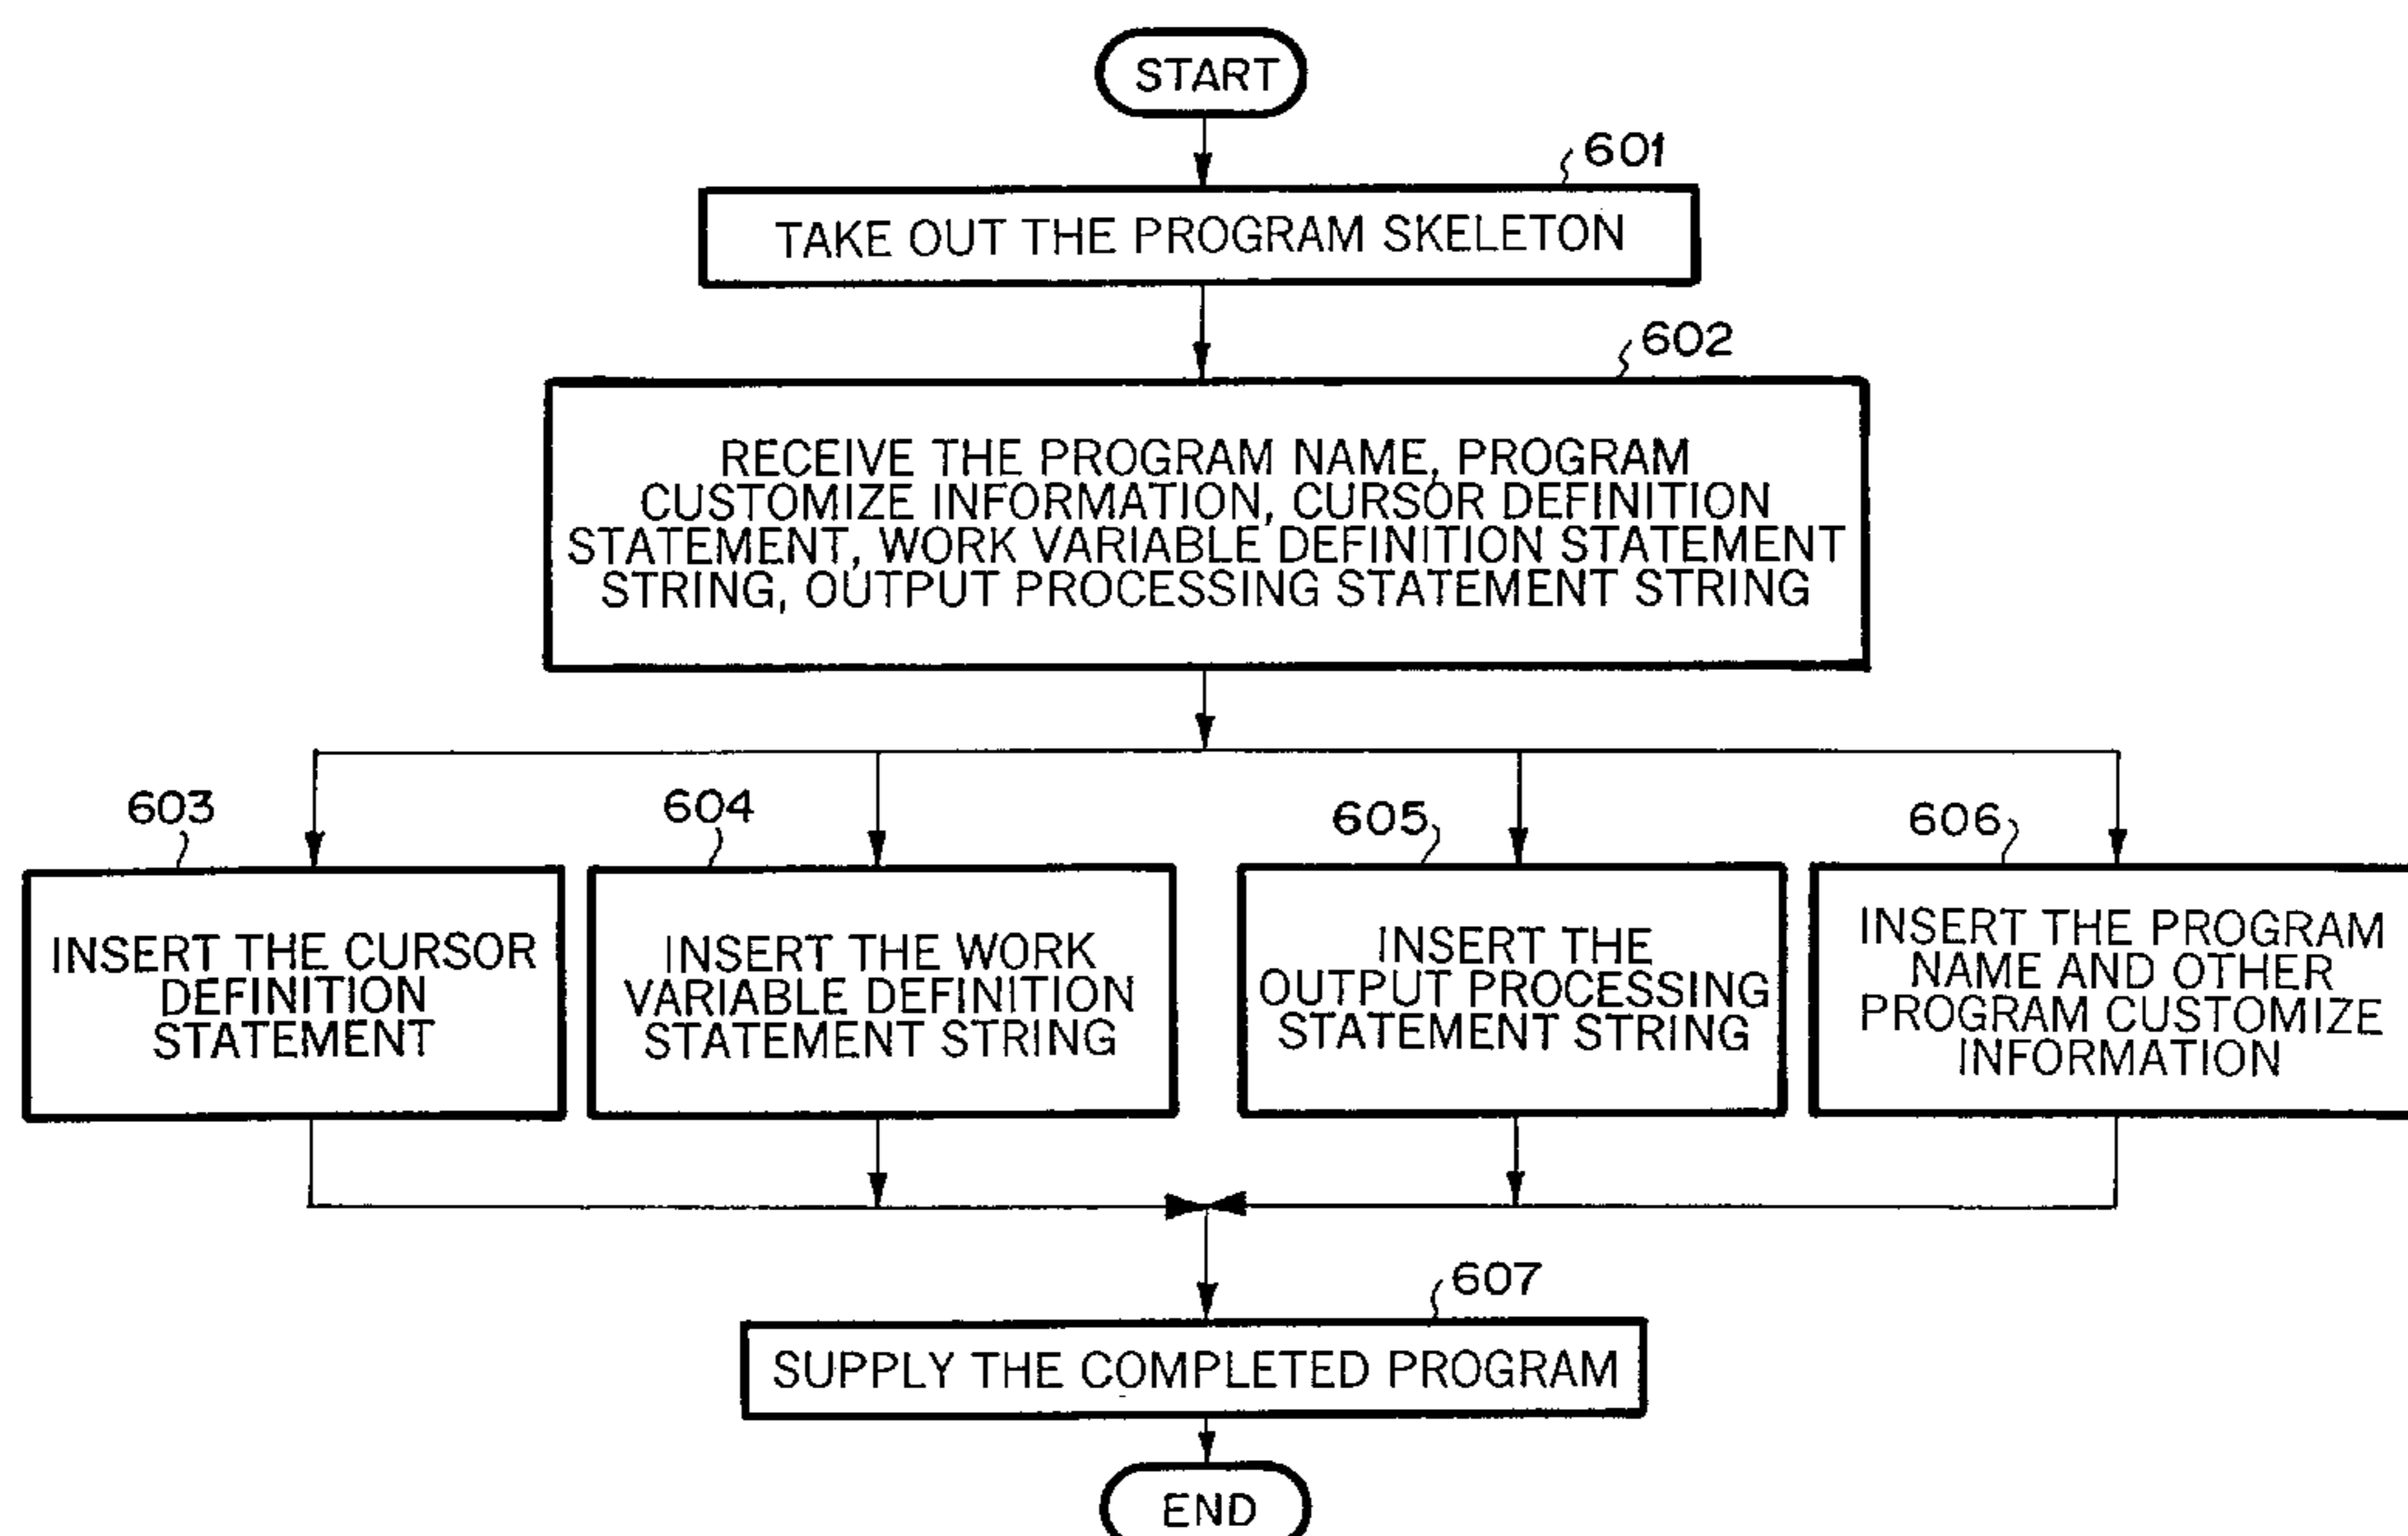 START
601
TAKE OUT THE PROGRAM SKELETON
602
RECEIVE THE PROGRAM NAME, PROGRAM
CUSTOMIZE INFORMATION, CURSOR DEFINITION
STATEMENT, WORK VARIABLE DEFINITION STATEMENT
STRING, OUTPUT PROCESSING STATEMENT STRING
603
INSERT THE CURSOR
DEFINITION
STATEMENT
604
INSERT THE WORK
VARIABLE DEFINITION
STATEMENT STRING
605
INSERT THE
OUTPUT PROCESSING
STATEMENT STRING
606
INSERT THE PROGRAM
NAME AND OTHER
PROGRAM CUSTOMIZE
INFORMATION
607
SUPPLY THE COMPLETED PROGRAM
END